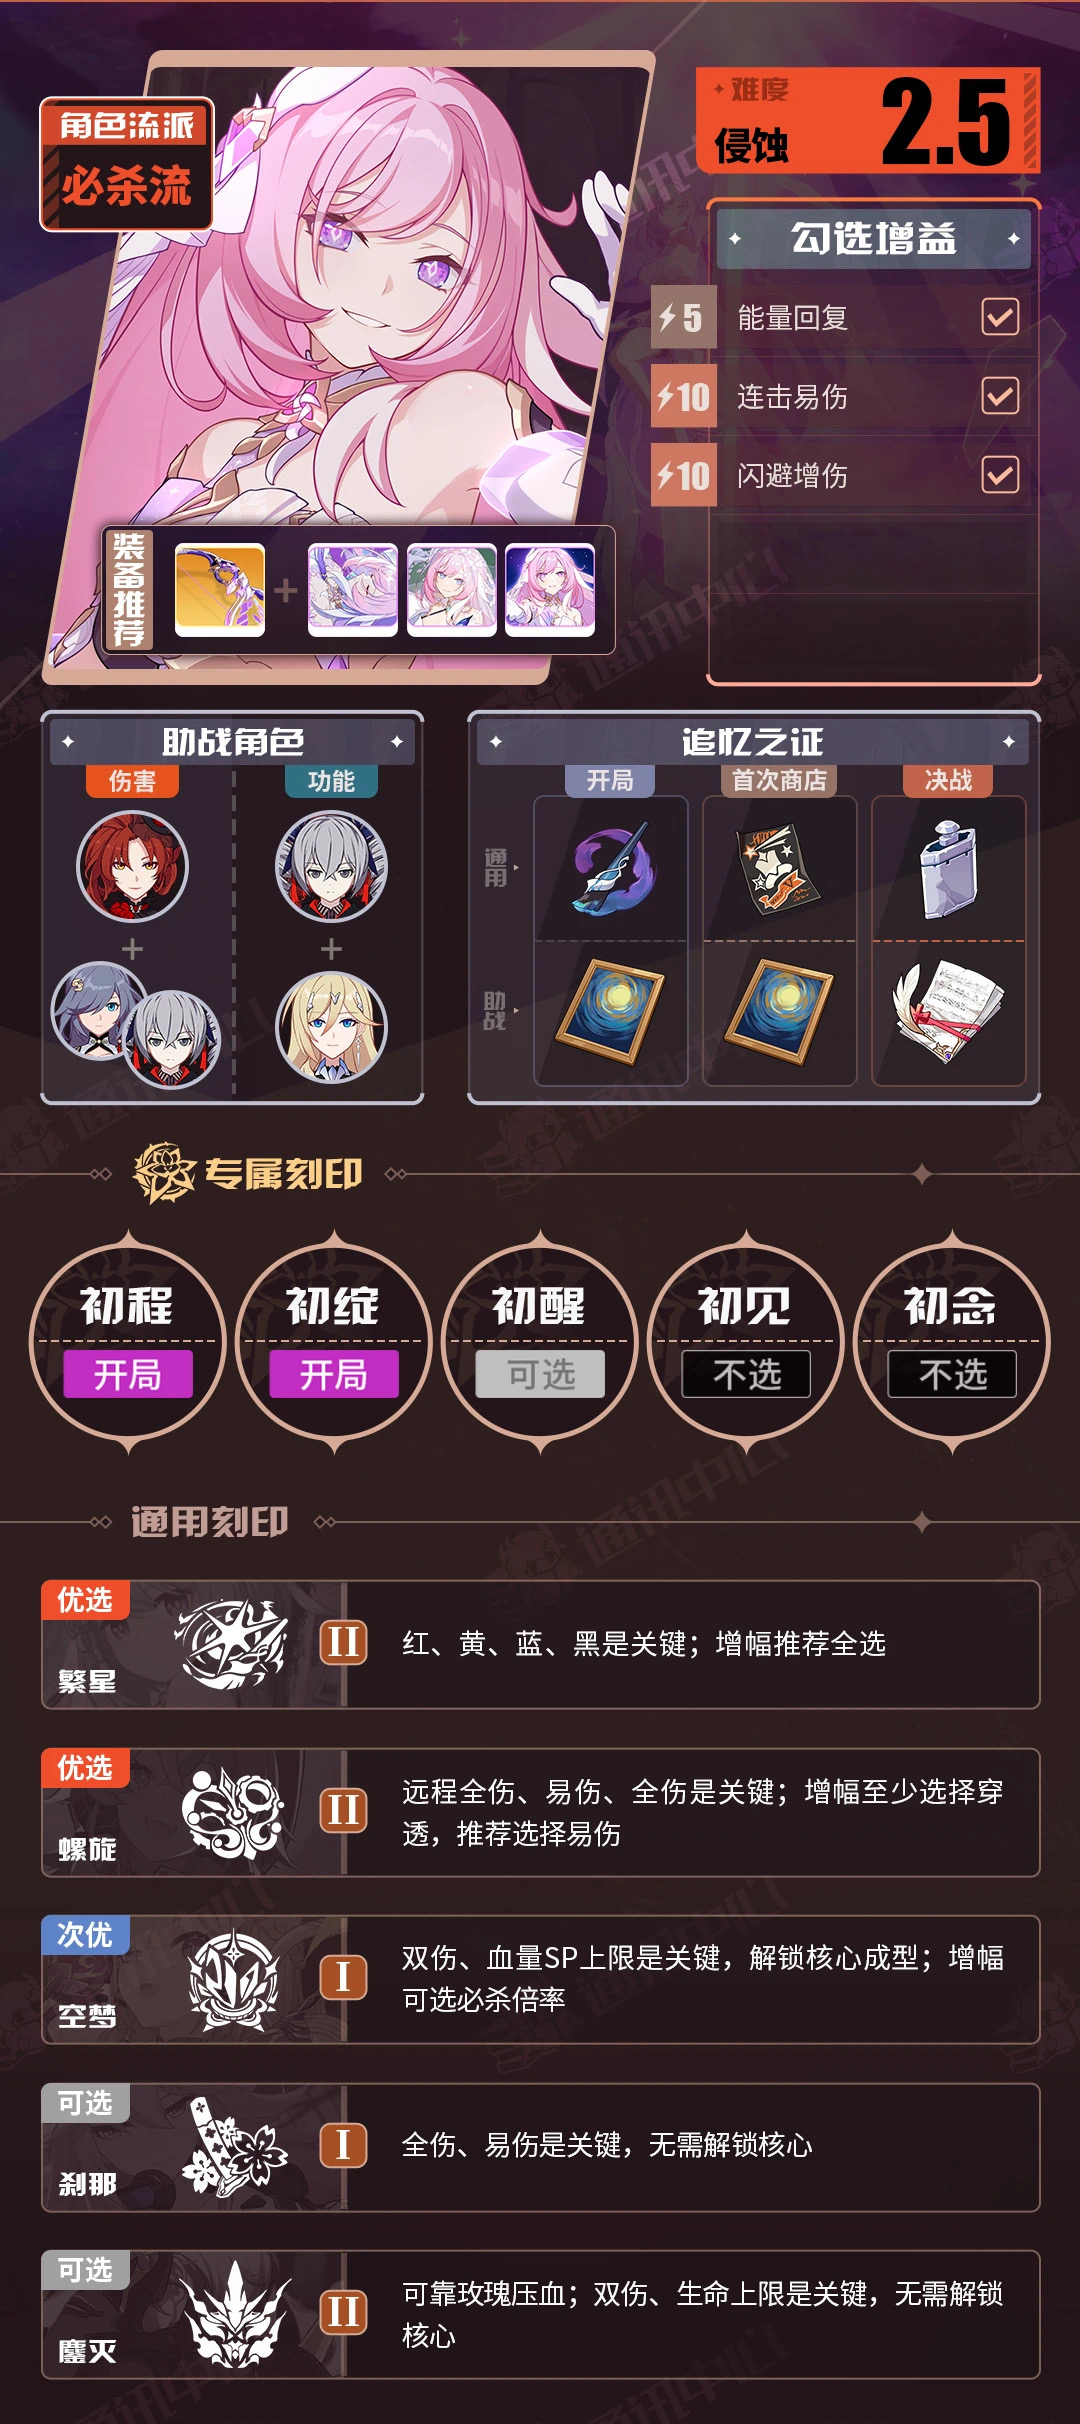 角色流派
必杀流
难度
侵蚀
2.5
勾选增益
5
能量回复
10
连击易伤
10
闪避增伤
装备推荐
助战角色
伤害
功能
追忆之证
开局
首次商店
决战
通用
助战
专属刻印
初程
开局
初绽
开局
初醒
可选
初见
不选
初念
不选
通用刻印
优选
繁星
II
红、黄、蓝、黑是关键；增幅推荐全选
优选
螺旋
II
远程全伤、易伤、全伤是关键；增幅至少选择穿
透，推荐选择易伤
次优
空梦
I
双伤、血量SP上限是关键，解锁核心成型；增幅
可选必杀倍率
可选
刹那
I
全伤、易伤是关键，无需解锁核心
可选
鏖灭
II
可靠玫瑰压血；双伤、生命上限是关键，无需解锁
核心
通讯中心